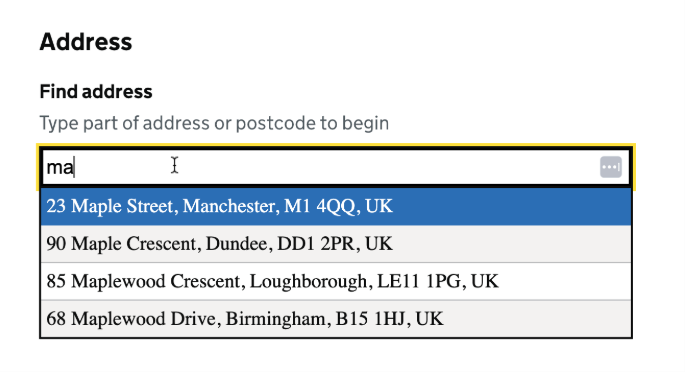 Address
Find address
Type part of address or postcode to begin
ma
23 Maple Street, Manchester, M1 4QQ, UK
90 Maple Crescent, Dundee, DD1 2PR, UK
85 Maplewood Crescent, Loughborough, LE11 1PG, UK
68 Maplewood Drive, Birmingham, B15 1HJ, UK